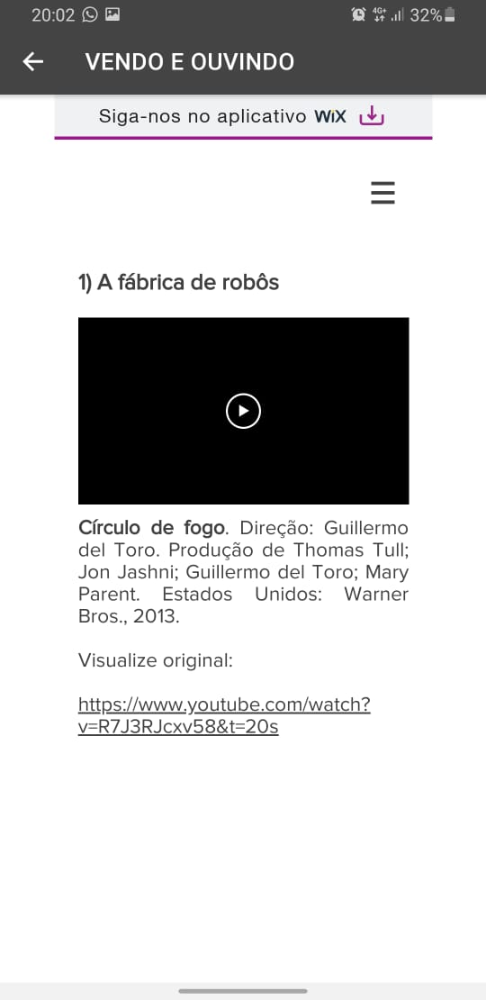 20:02 4G+ 32%
VENDO E OUVINDO
Siga-nos no aplicativo WiX
1) A fábrica de robôs
Círculo de fogo. Direção: Guillermo
del Toro. Produção de Thomas Tull;
Jon Jashni; Guillermo del Toro; Mary
Parent. Estados Unidos: Warner
Bros., 2013.
Visualize original:
https://www.youtube.com/watch?
v=R7J3RJcxv58&t=20s